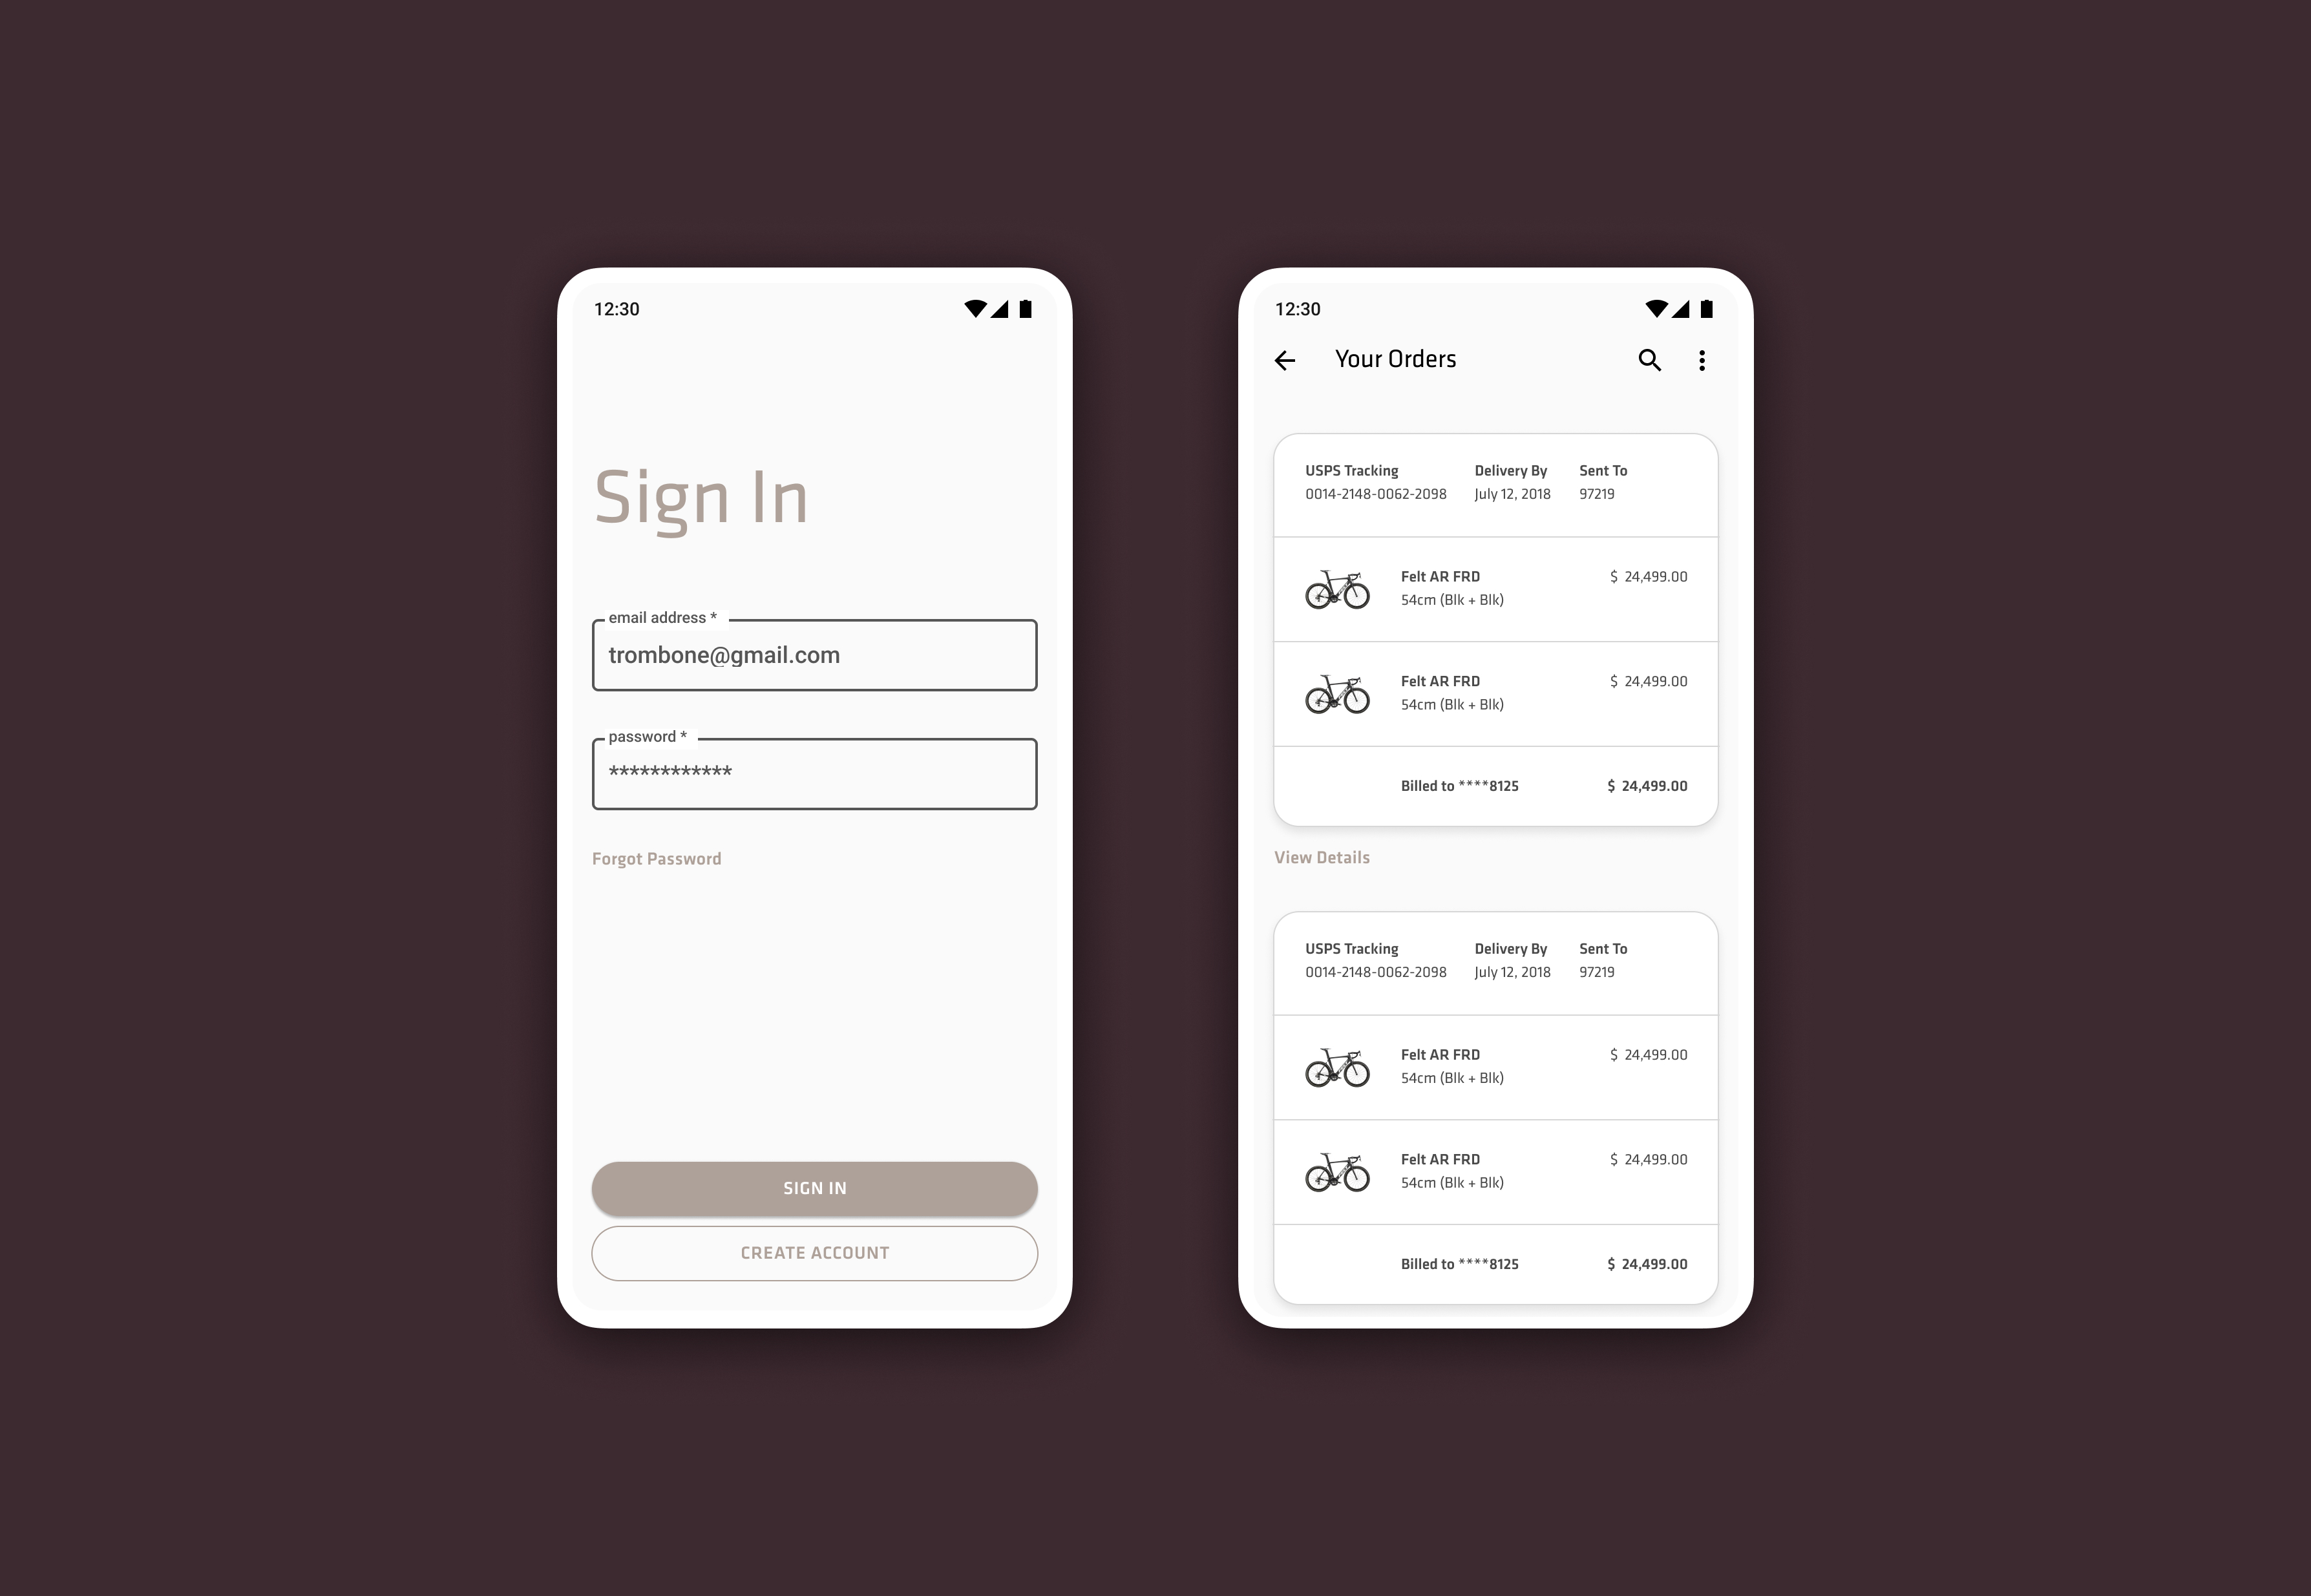 12:30
Sign In
email address *
trombone@gmail.com
password *
************
Forgot Password
SIGN IN
CREATE ACCOUNT
12:30
Your Orders
USPS Tracking Delivery By Sent To
0014-2148-0062-2098 July 12, 2018 97219
Felt AR FRD $ 24,499.00
54cm (Blk + Blk)
Felt AR FRD $ 24,499.00
54cm (Blk + Blk)
Billed to ****8125 $ 24,499.00
View Details
USPS Tracking Delivery By Sent To
0014-2148-0062-2098 July 12, 2018 97219
Felt AR FRD $ 24,499.00
54cm (Blk + Blk)
Felt AR FRD $ 24,499.00
54cm (Blk + Blk)
Billed to ****8125 $ 24,499.00